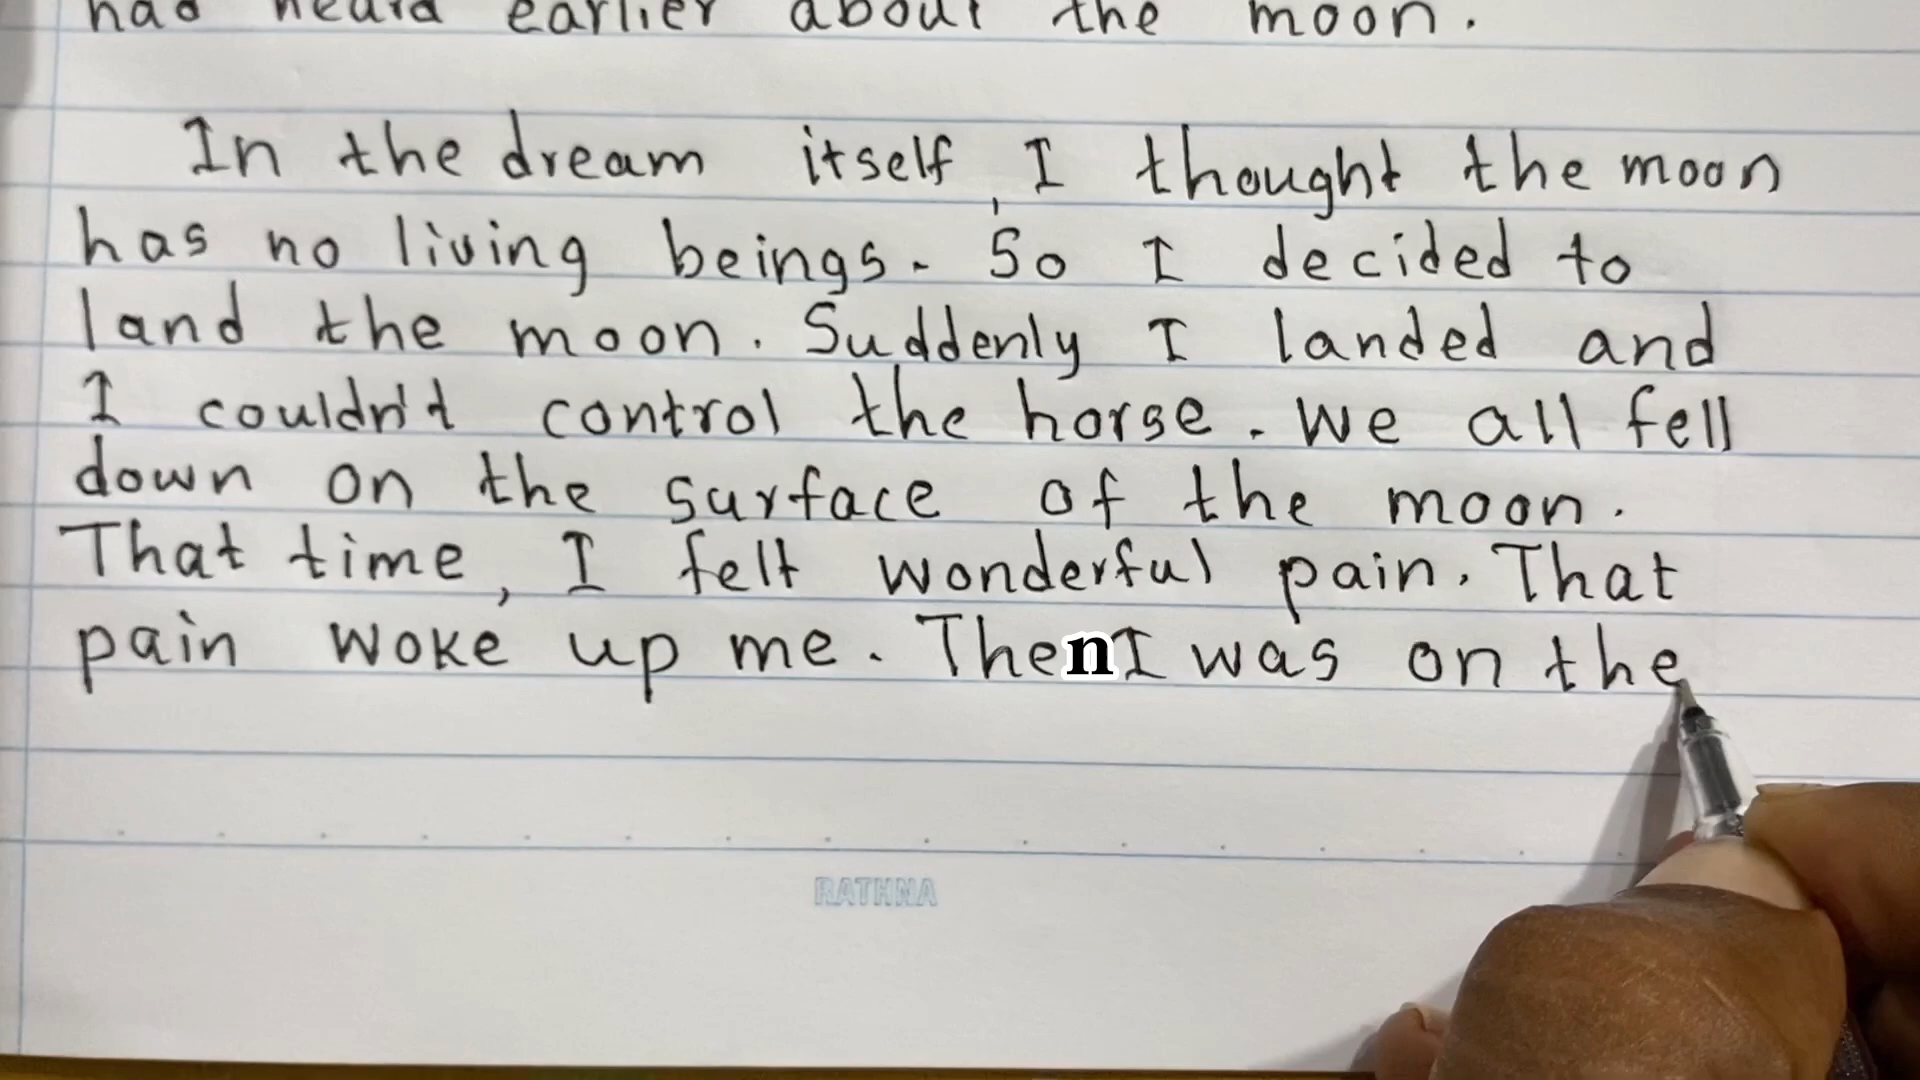 had heard earlier about the moon.
In the dream itself, I thought the moon
has no living beings. So I decided to
land the moon. Suddenly I landed and
I couldn't control the horse. We all fell
down on the surface of the moon.
That time, I felt wonderful pain. That
pain woke up me. Then I was on the
RATHNA